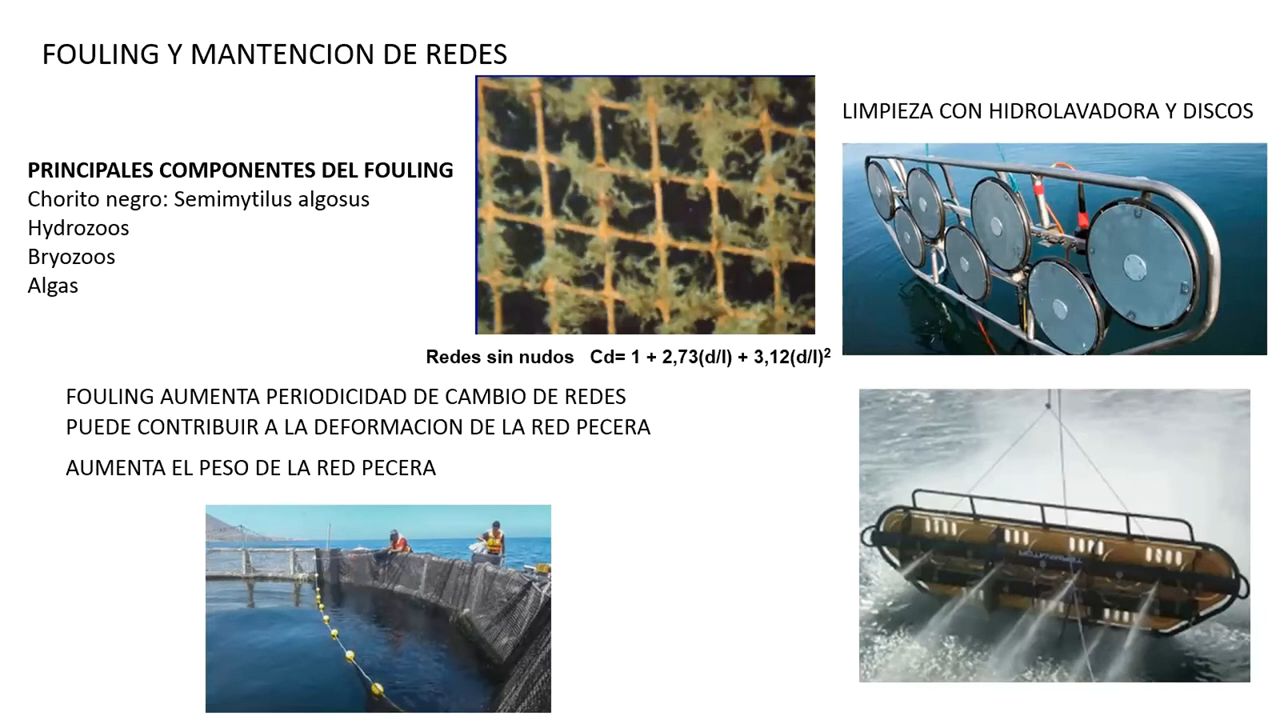 FOULING Y MANTENCION DE REDES
LIMPIEZA CON HIDROLAVADORA Y DISCOS
PRINCIPALES COMPONENTES DEL FOULING
Chorito negro: Semimytilus algosus
Hydrozoos
Bryozoos
Algas
Redes sin nudos Cd= 1 + 2,73(d/l) + 3,12(d/l)²
FOULING AUMENTA PERIODICIDAD DE CAMBIO DE REDES
PUEDE CONTRIBUIR A LA DEFORMACION DE LA RED PECERA
AUMENTA EL PESO DE LA RED PECERA
TERMINATOR